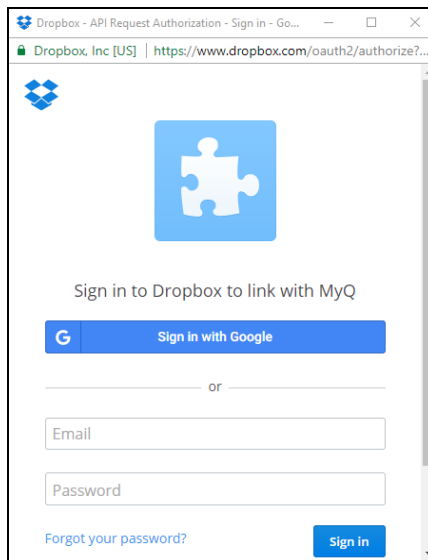 Dropbox - API Request Authorization - Sign in - Go...
Dropbox, Inc [US] | https://www.dropbox.com/oauth2/authorize?...
Sign in to Dropbox to link with MyQ
G Sign in with Google
or
Email
Password
Forgot your password?
Sign in